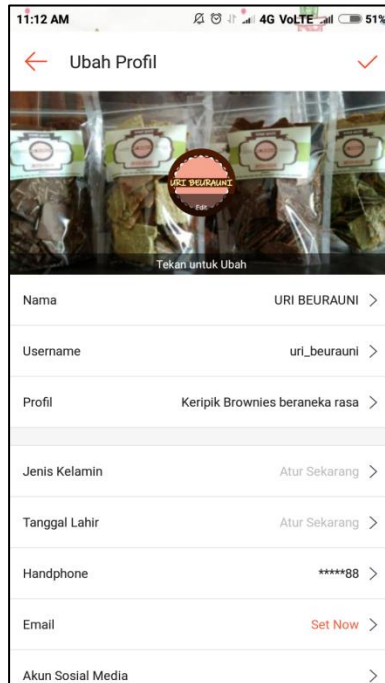 11:12 AM 4G VoLTE 51%
Ubah Profil
URI BEURAUNI
Edit
Tekan untuk Ubah
Nama URI BEURAUNI
Username uri_beurauni
Profil Keripik Brownies beraneka rasa
Jenis Kelamin Atur Sekarang
Tanggal Lahir Atur Sekarang
Handphone *****88
Email Set Now
Akun Sosial Media